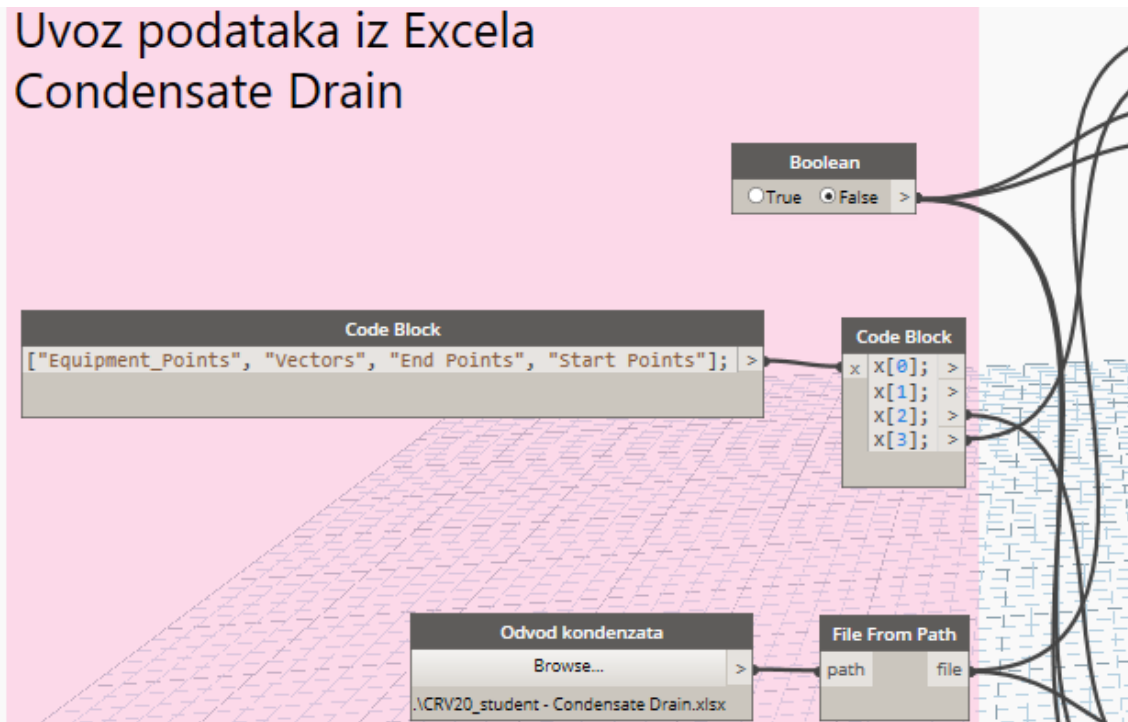 Uvoz podataka iz Excela
Condensate Drain
Boolean
True False >
Code Block
["Equipment_Points", "Vectors", "End Points", "Start Points"]; >
Code Block
x x[0]; >
x[1]; >
x[2]; >
x[3]; >
Odvod kondenzata
Browse... >
.\CRV20_student - Condensate Drain.xlsx
File From Path
path file